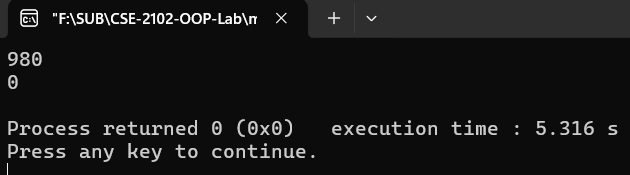 "F:\SUB\CSE-2102-OOP-Lab\m
980
0
Process returned 0 (0x0)   execution time : 5.316 s
Press any key to continue.